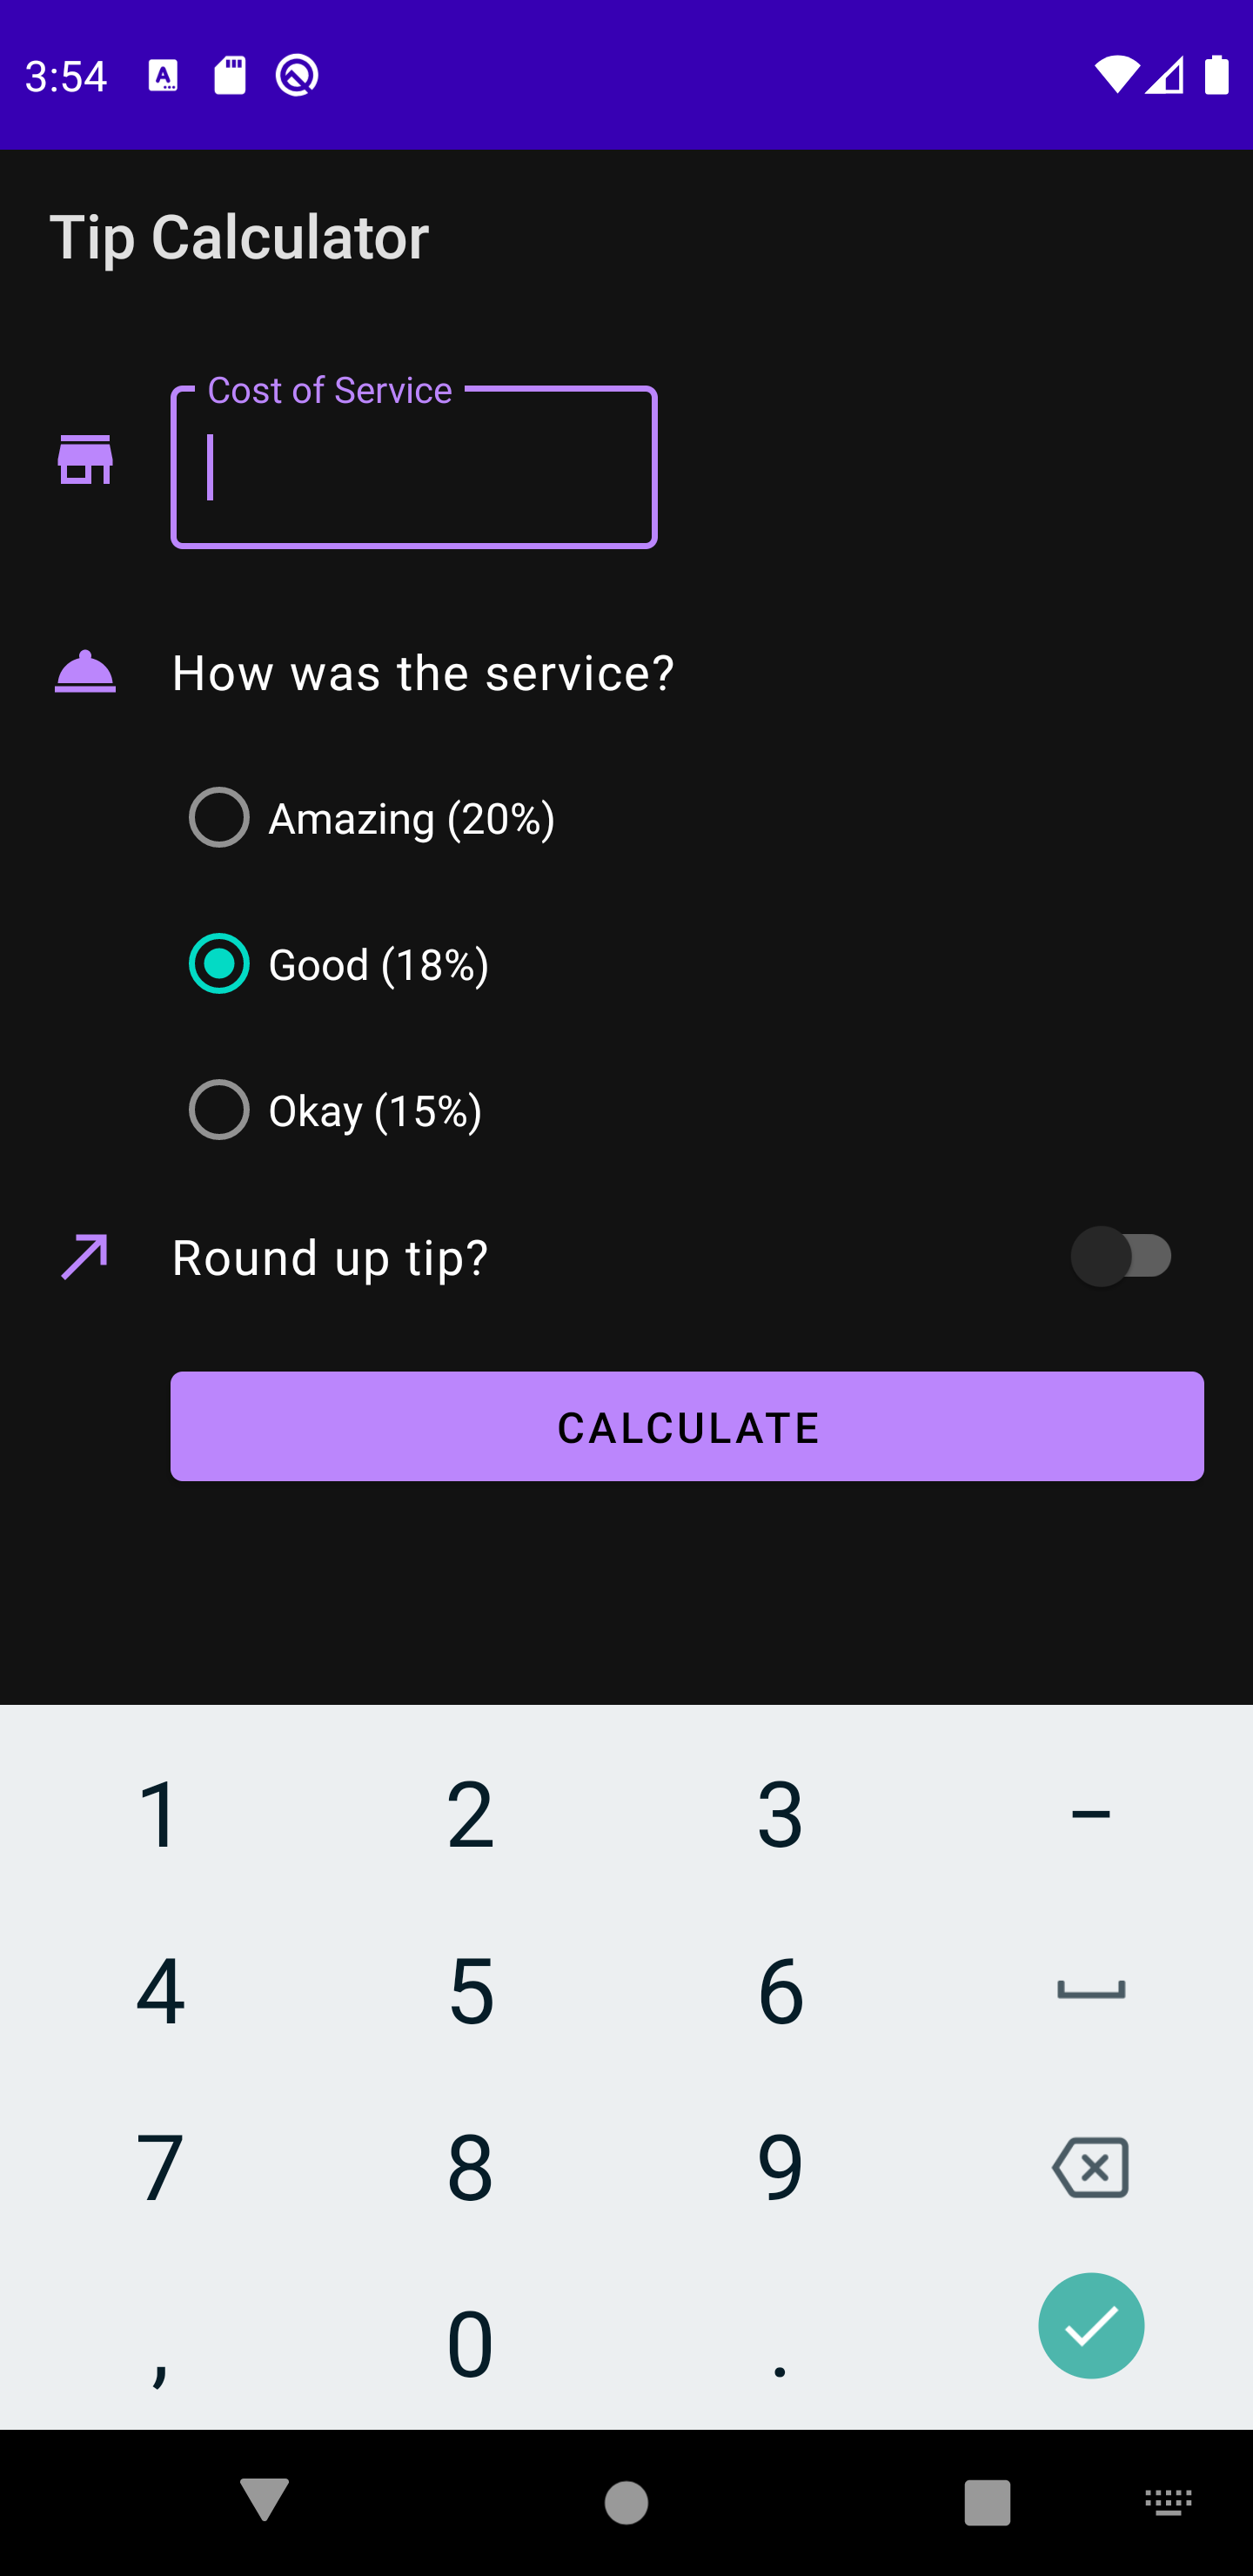 3:54
Tip Calculator
Cost of Service
How was the service?
Amazing (20%)
Good (18%)
Okay (15%)
Round up tip?
CALCULATE
1 2 3 –
4 5 6
7 8 9
, 0 .